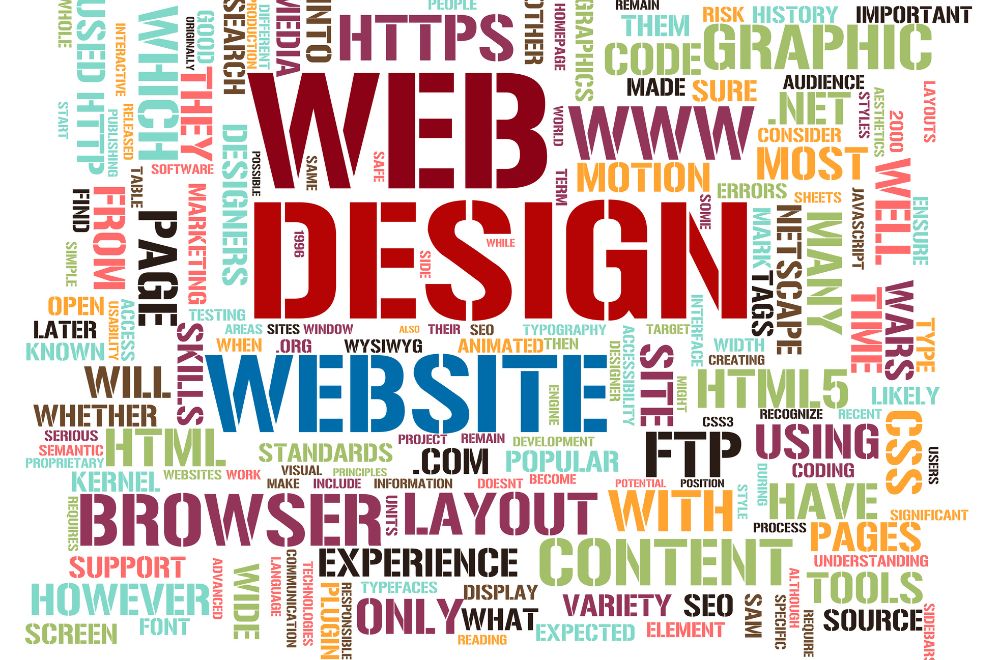 WHOLE
USED HTTP
INTERACTIVE
WHICH
ORIGINALLY
GOOD
THEY
SEARCH
PRODUCTION
DIFFERENT
MEDIA
INTO
PEOPLE
HTTPS
OTHER
HOMEPAGE
GRAPHICS
REMAIN
THEM
RISK
HISTORY
IMPORTANT
CODE
GRAPHIC
MADE
SURE
AUDIENCE
START
PUBLISHING
RELEASED
TABLE
SOFTWARE
DESIGNERS
POSSIBLE
WEB
SAME
SAFE
WORLD
TERM
WWW
.NET
CONSIDER
STYLES
AESTHETICS
2000
LAYOUTS
MOTION
MOST
ERRORS
SHEETS
WELL
ENSURE
JAVASCRIPT
FIND
FROM
PAGE
MARKETING
SIMPLE
DESIGN
1996
SIDE
WHILE
SOME
MARK
TAGS
NETSCAPE
MANY
TIME
WARS
TYPE
OPEN
LATER
KNOWN
ACCESS
USABILITY
SKILLS
TESTING
AREAS
SITES
WINDOW
ALSO
THEIR
SEO
TYPOGRAPHY
TARGET
INTERFACE
WHEN
.ORG
WYSIWYG
ANIMATED
THEN
WIDTH
CREATING
WEBSITE
ENGINE
DESIGNER
ACCESSIBILITY
SITE
MIGHT
HTML5
LIKELY
WILL
WHETHER
CSS3
RECOGNIZE
RECENT
SERIOUS
SEMANTIC
PROPRIETARY
HTML
STANDARDS
PROJECT
REMAIN
DEVELOPMENT
FTP
USING
CSS
USERS
.COM
POPULAR
CODING
KERNEL
WEBSITES
WORK
VISUAL
PRINCIPLES
MAKE
INCLUDE
INFORMATION
DOESNT
BECOME
POTENTIAL
POSITION
DURING
HAVE
STYLE
REQUIRES
BROWSER
UNITS
LAYOUT
WITH
PROCESS
PAGES
SIGNIFICANT
SUPPORT
EXPERIENCE
CONTENT
UNDERSTANDING
HOWEVER
ADVANCED
WIDE
LANGUAGE
COMMUNICATION
TECHNOLOGIES
PLUGIN
RESPONSIBLE
TYPEFACES
DISPLAY
ONLY
WHAT
READING
VARIETY
SEO
SAM
SPECIFIC
ALTHOUGH
REQUIRE
TOOLS
SOURCE
SIDEBARS
SCREEN
FONT
EXPECTED
ELEMENT